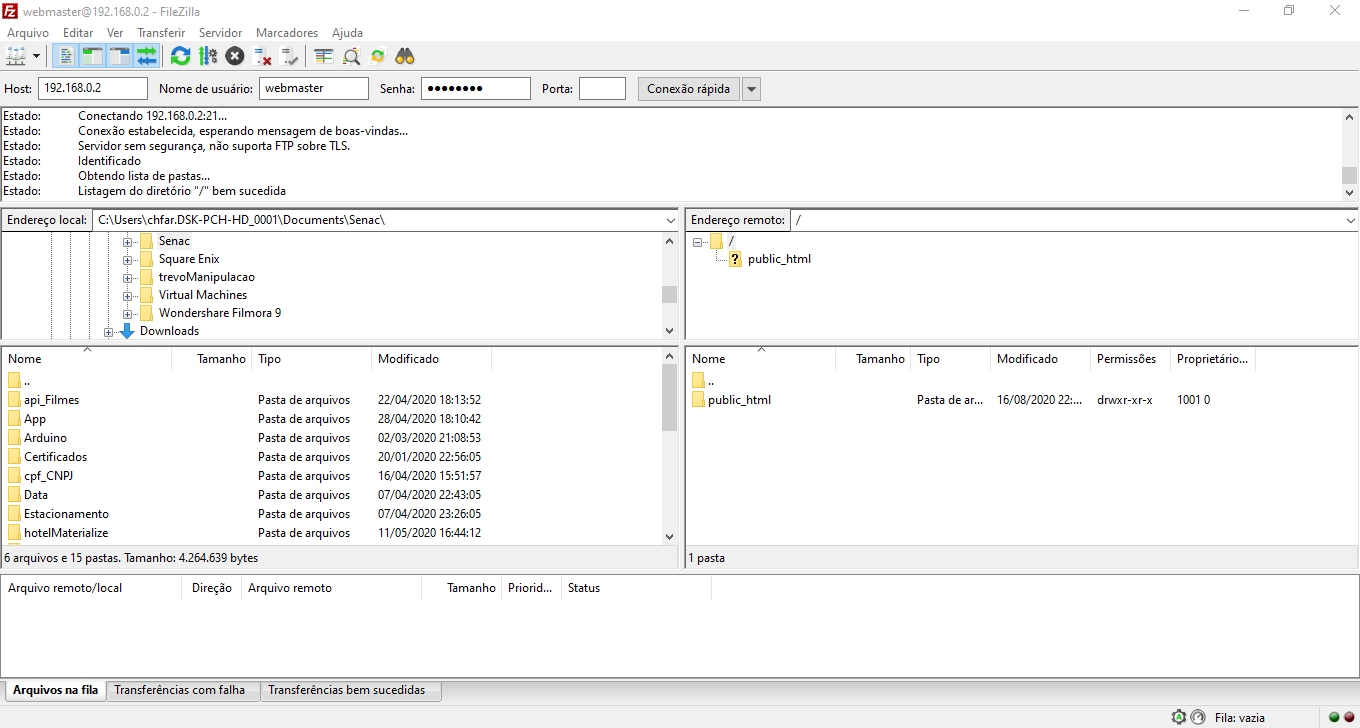 webmaster@192.168.0.2 - FileZilla
Arquivo Editar Ver Transferir Servidor Marcadores Ajuda
Host: 192.168.0.2 Nome de usuário: webmaster Senha: ●●●●●●●● Porta: Conexão rápida
Estado: Conectando 192.168.0.2:21...
Estado: Conexão estabelecida, esperando mensagem de boas-vindas...
Estado: Servidor sem segurança, não suporta FTP sobre TLS.
Estado: Identificado
Estado: Obtendo lista de pastas...
Estado: Listagem do diretório "/" bem sucedida
Endereço local: C:\Users\chfar.DSK-PCH-HD_0001\Documents\Senac\
Senac
Square Enix
trevoManipulacao
Virtual Machines
Wondershare Filmora 9
Downloads
Nome Tamanho Tipo Modificado
..
api_Filmes Pasta de arquivos 22/04/2020 18:13:52
App Pasta de arquivos 28/04/2020 18:10:42
Arduino Pasta de arquivos 02/03/2020 21:08:53
Certificados Pasta de arquivos 20/01/2020 22:56:05
cpf_CNPJ Pasta de arquivos 16/04/2020 15:51:57
Data Pasta de arquivos 07/04/2020 22:43:05
Estacionamento Pasta de arquivos 07/04/2020 23:26:05
hotelMaterialize Pasta de arquivos 11/05/2020 16:44:12
6 arquivos e 15 pastas. Tamanho: 4.264.639 bytes
Endereço remoto: /
/
? public_html
Nome Tamanho Tipo Modificado Permissões Proprietário...
..
public_html Pasta de ar... 16/08/2020 22:... drwxr-xr-x 1001 0
1 pasta
Arquivo remoto/local Direção Arquivo remoto Tamanho Priorid... Status
Arquivos na fila Transferências com falha Transferências bem sucedidas
Fila: vazia